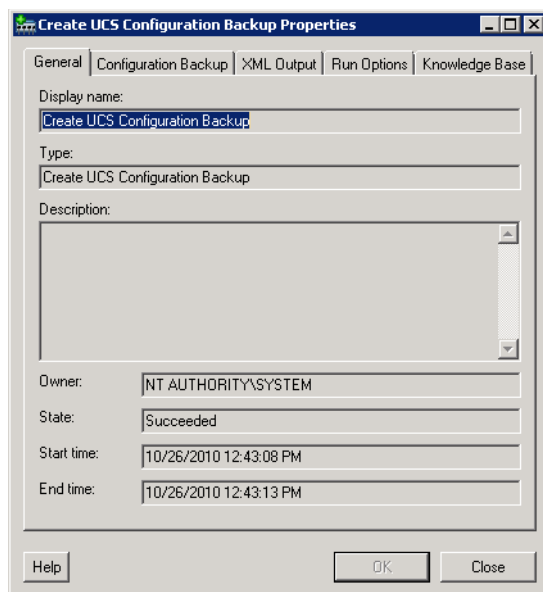 Create UCS Configuration Backup Properties
General Configuration Backup XML Output Run Options Knowledge Base
Display name:
Create UCS Configuration Backup
Type:
Create UCS Configuration Backup
Description:
Owner: NT AUTHORITY\SYSTEM
State: Succeeded
Start time: 10/26/2010 12:43:08 PM
End time: 10/26/2010 12:43:13 PM
Help OK Close